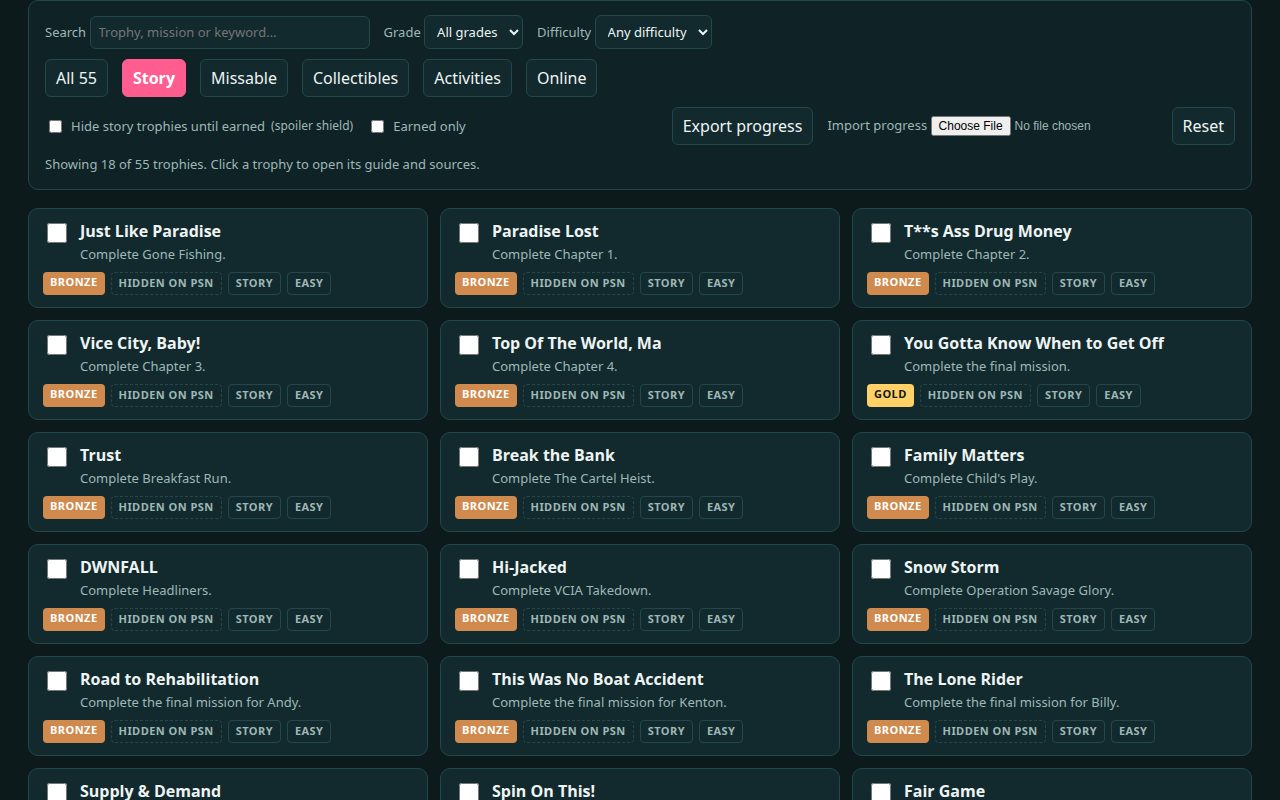 Search Trophy, mission or keyword... Grade All grades Difficulty Any difficulty
All 55 Story Missable Collectibles Activities Online
Hide story trophies until earned (spoiler shield) Earned only Export progress Import progress Choose File No file chosen Reset
Showing 18 of 55 trophies. Click a trophy to open its guide and sources.
Just Like Paradise
Complete Gone Fishing.
BRONZE HIDDEN ON PSN STORY EASY
Paradise Lost
Complete Chapter 1.
BRONZE HIDDEN ON PSN STORY EASY
T**s Ass Drug Money
Complete Chapter 2.
BRONZE HIDDEN ON PSN STORY EASY
Vice City, Baby!
Complete Chapter 3.
BRONZE HIDDEN ON PSN STORY EASY
Top Of The World, Ma
Complete Chapter 4.
BRONZE HIDDEN ON PSN STORY EASY
You Gotta Know When to Get Off
Complete the final mission.
GOLD HIDDEN ON PSN STORY EASY
Trust
Complete Breakfast Run.
BRONZE HIDDEN ON PSN STORY EASY
Break the Bank
Complete The Cartel Heist.
BRONZE HIDDEN ON PSN STORY EASY
Family Matters
Complete Child's Play.
BRONZE HIDDEN ON PSN STORY EASY
DWNFALL
Complete Headliners.
BRONZE HIDDEN ON PSN STORY EASY
Hi-Jacked
Complete VCIA Takedown.
BRONZE HIDDEN ON PSN STORY EASY
Snow Storm
Complete Operation Savage Glory.
BRONZE HIDDEN ON PSN STORY EASY
Road to Rehabilitation
Complete the final mission for Andy.
BRONZE HIDDEN ON PSN STORY EASY
This Was No Boat Accident
Complete the final mission for Kenton.
BRONZE HIDDEN ON PSN STORY EASY
The Lone Rider
Complete the final mission for Billy.
BRONZE HIDDEN ON PSN STORY EASY
Supply & Demand
Spin On This!
Fair Game